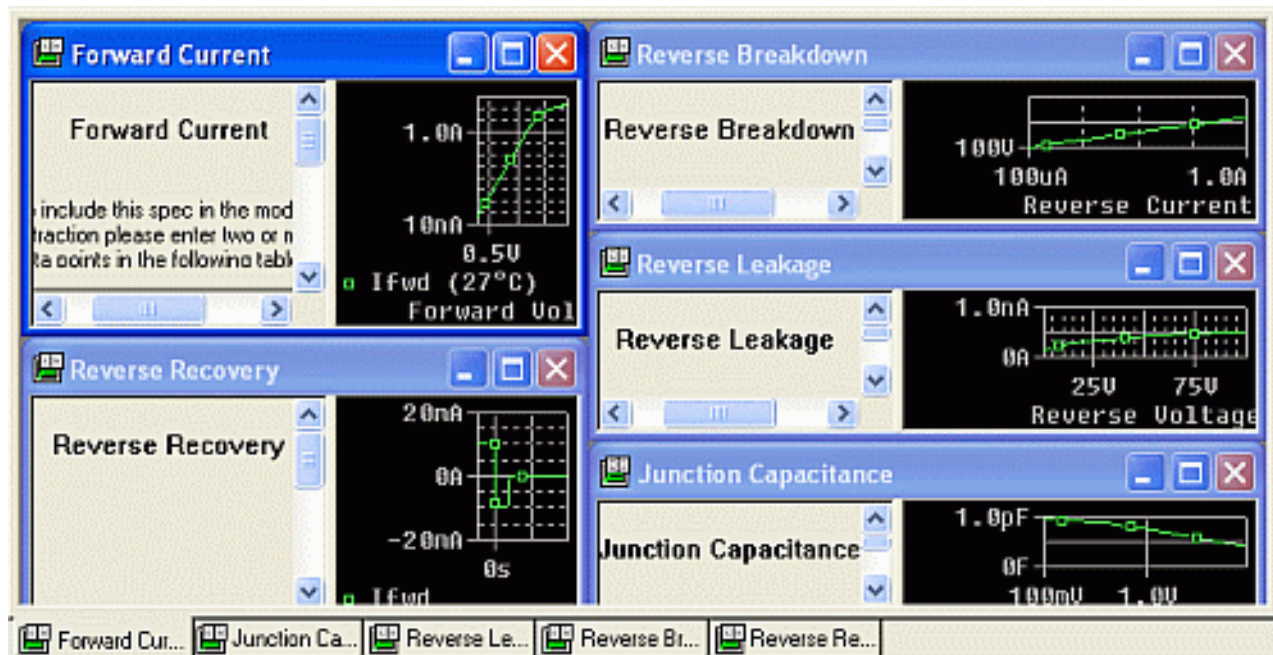 Forward Current
Forward Current
include this spec in the mod
traction please enter two or n
ta points in the following tabl
1.0A
10nA
0.5V
Ifwd (27°C)
Forward Vol
Reverse Recovery
Reverse Recovery
20mA
0A
-20mA
0s
Ifwd
Reverse Breakdown
Reverse Breakdown
100V
100uA 1.0A
Reverse Current
Reverse Leakage
Reverse Leakage
1.0nA
0A
25V 75V
Reverse Voltage
Junction Capacitance
Junction Capacitance
1.0pF
0F
100mV 1.0V
Forward Cur... Junction Ca... Reverse Le... Reverse Br... Reverse Re...